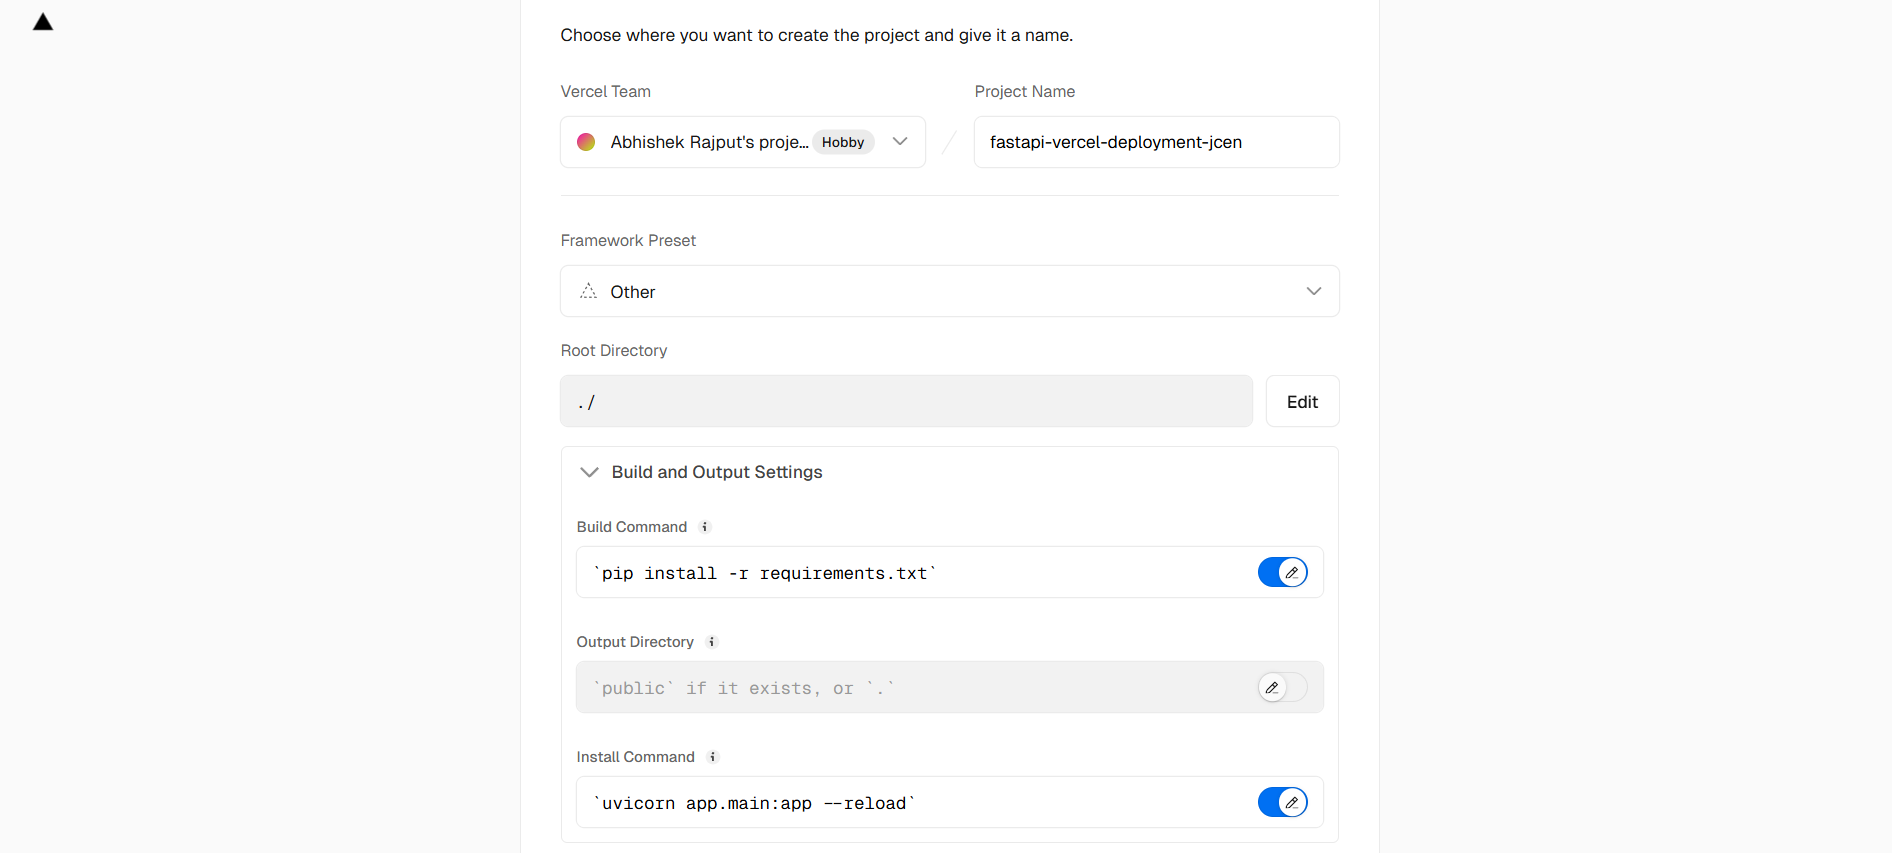 Choose where you want to create the project and give it a name.
Vercel Team
Project Name
Abhishek Rajput's proje... Hobby
fastapi-vercel-deployment-jcen
Framework Preset
Other
Root Directory
./
Edit
Build and Output Settings
Build Command
`pip install -r requirements.txt`
Output Directory
`public` if it exists, or `.`
Install Command
`uvicorn app.main:app --reload`